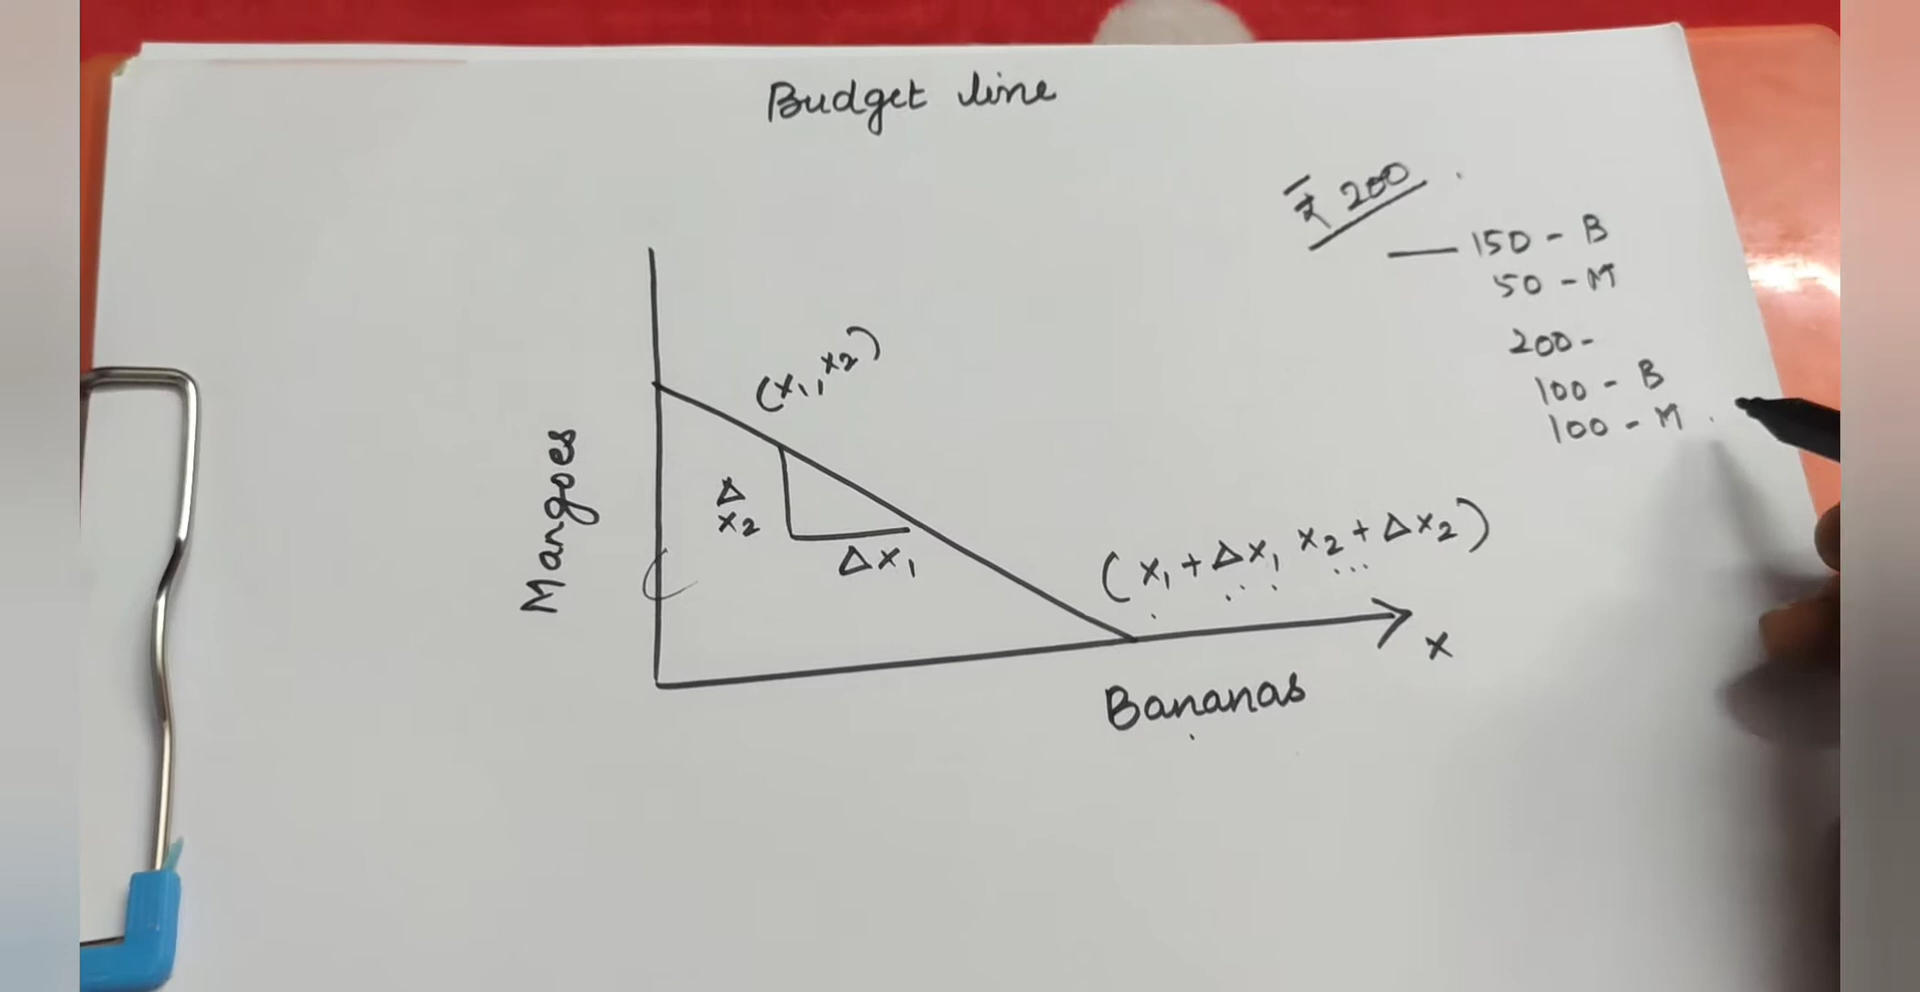 Budget line
₹ 200
150 - B
50 - M
200 -
100 - B
100 - M
(x₁, x₂)
Mangoes
Δ
x₂
Δx₁
(x₁ + Δx₁ x₂ + Δx₂)
x
Bananas